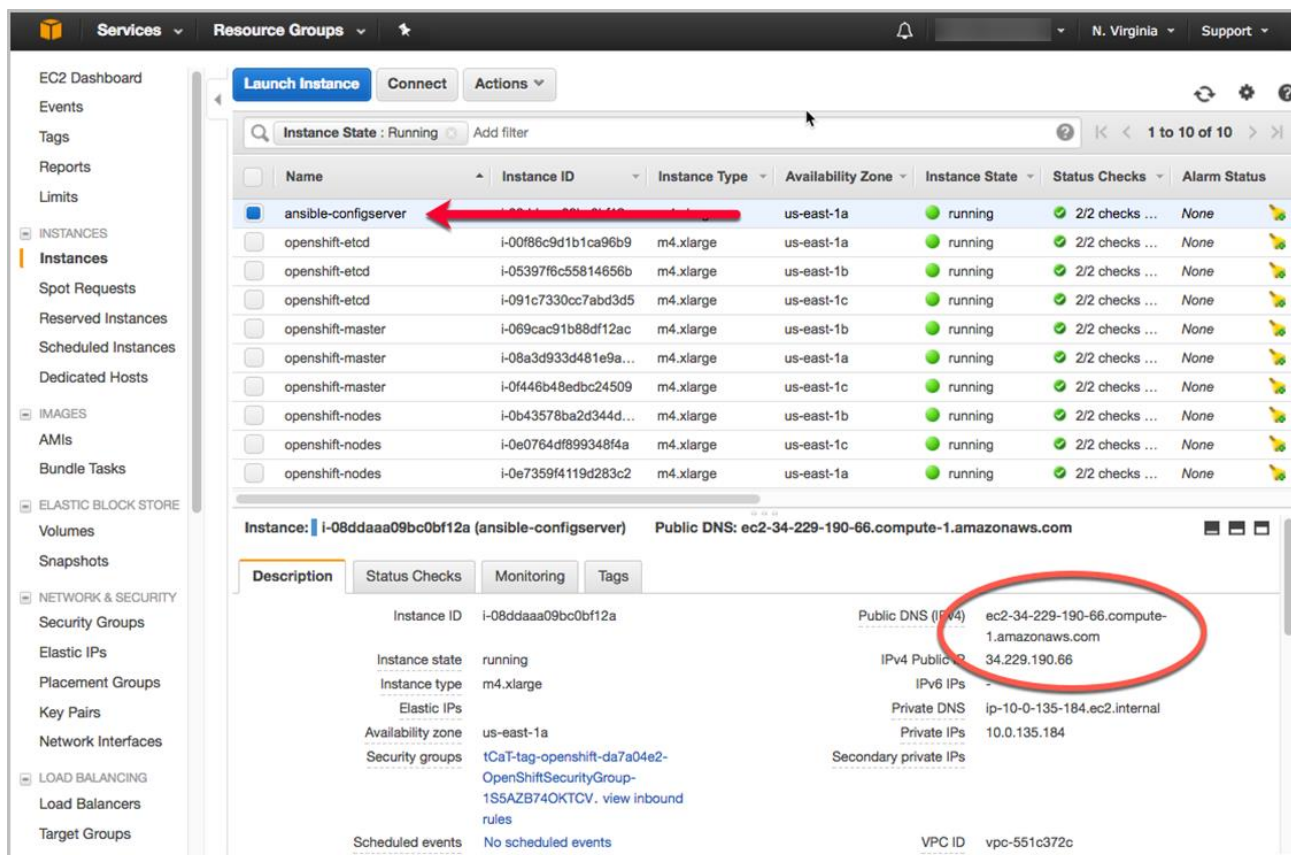 Services Resource Groups N. Virginia Support
EC2 Dashboard
Events
Tags
Reports
Limits
INSTANCES
Instances
Spot Requests
Reserved Instances
Scheduled Instances
Dedicated Hosts
IMAGES
AMIs
Bundle Tasks
ELASTIC BLOCK STORE
Volumes
Snapshots
NETWORK & SECURITY
Security Groups
Elastic IPs
Placement Groups
Key Pairs
Network Interfaces
LOAD BALANCING
Load Balancers
Target Groups
Launch Instance Connect Actions
Instance State : Running Add filter 1 to 10 of 10
Name Instance ID Instance Type Availability Zone Instance State Status Checks Alarm Status
ansible-configserver us-east-1a running 2/2 checks ... None
openshift-etcd i-00f86c9d1b1ca96b9 m4.xlarge us-east-1a running 2/2 checks ... None
openshift-etcd i-05397f6c55814656b m4.xlarge us-east-1b running 2/2 checks ... None
openshift-etcd i-091c7330cc7abd3d5 m4.xlarge us-east-1c running 2/2 checks ... None
openshift-master i-069cac91b88df12ac m4.xlarge us-east-1b running 2/2 checks ... None
openshift-master i-08a3d933d481e9a... m4.xlarge us-east-1a running 2/2 checks ... None
openshift-master i-0f446b48edbc24509 m4.xlarge us-east-1c running 2/2 checks ... None
openshift-nodes i-0b43578ba2d344d... m4.xlarge us-east-1b running 2/2 checks ... None
openshift-nodes i-0e0764df899348f4a m4.xlarge us-east-1c running 2/2 checks ... None
openshift-nodes i-0e7359f4119d283c2 m4.xlarge us-east-1a running 2/2 checks ... None
Instance: i-08ddaaa09bc0bf12a (ansible-configserver) Public DNS: ec2-34-229-190-66.compute-1.amazonaws.com
Description Status Checks Monitoring Tags
Instance ID i-08ddaaa09bc0bf12a Public DNS (IPv4) ec2-34-229-190-66.compute-
1.amazonaws.com
Instance state running IPv4 Public IP 34.229.190.66
Instance type m4.xlarge IPv6 IPs -
Elastic IPs Private DNS ip-10-0-135-184.ec2.internal
Availability zone us-east-1a Private IPs 10.0.135.184
Security groups tCaT-tag-openshift-da7a04e2- Secondary private IPs
OpenShiftSecurityGroup-
1S5AZB74OKTCV. view inbound
rules
Scheduled events No scheduled events VPC ID vpc-551c372c